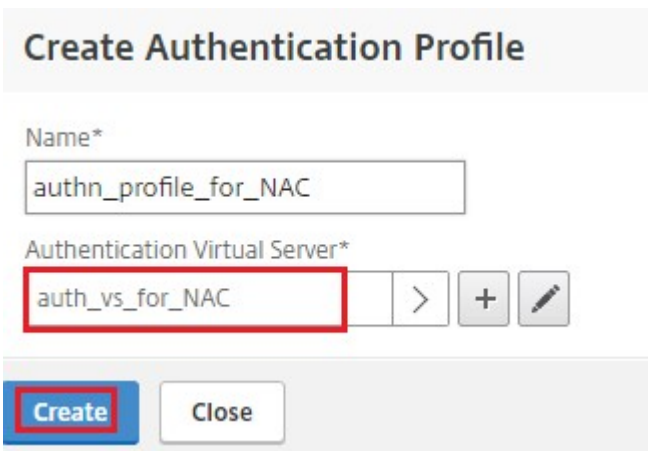 Create Authentication Profile
Name*
authn_profile_for_NAC
Authentication Virtual Server*
auth_vs_for_NAC
Create Close